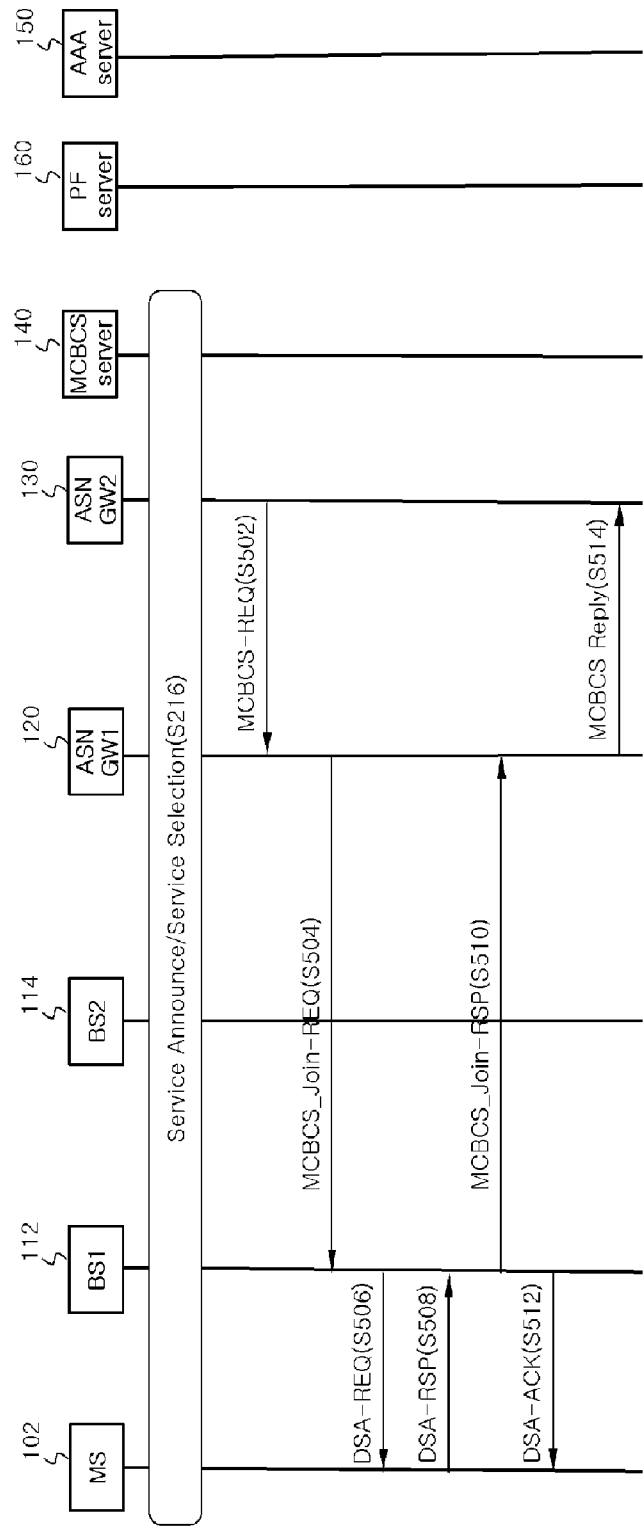 102
MS
112
BS1
114
BS2
120
ASN
GW1
130
ASN
GW2
140
MCBCS
server
160
PF
server
150
AAA
server
Service Announce/Service Selection(S216)
MCBCS-REQ(S502)
MCBCS_Join-REQ(S504)
DSA-REQ(S506)
DSA-RSP(S508)
MCBCS_Join-RSP(S510)
DSA-ACK(S512)
MCBCS Reply(S514)